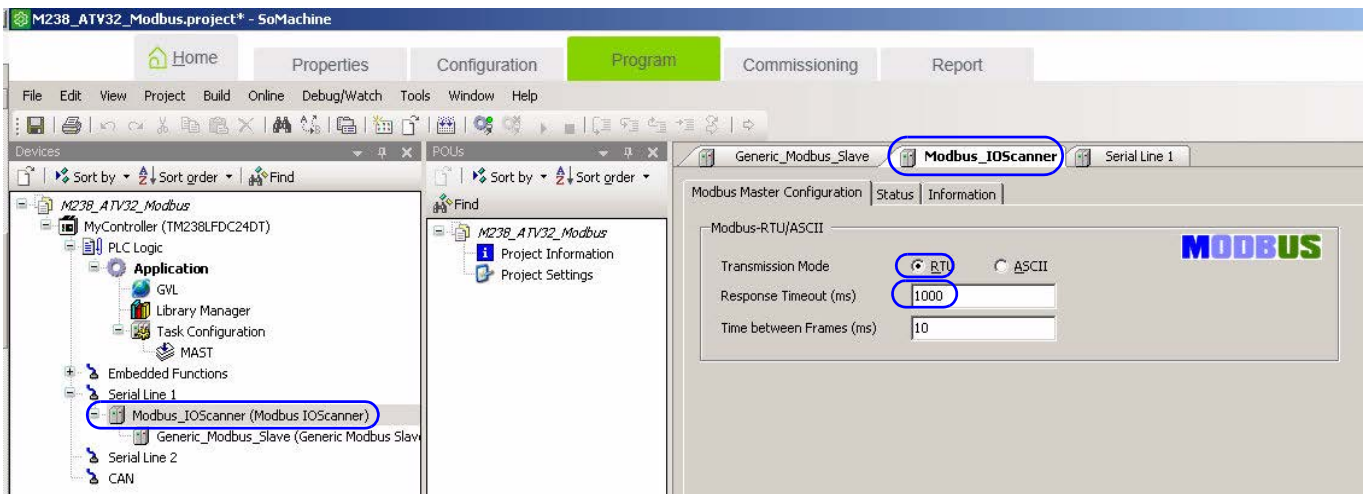 M238_ATV32_Modbus.project* - SoMachine
Home Properties Configuration Program Commissioning Report
File Edit View Project Build Online Debug/Watch Tools Window Help
Devices
Sort by Sort order Find
M238_ATV32_Modbus
MyController (TM238LFDC24DT)
PLC Logic
Application
GVL
Library Manager
Task Configuration
MAST
Embedded Functions
Serial Line 1
Modbus_IOScanner (Modbus IOScanner)
Generic_Modbus_Slave (Generic Modbus Slav
Serial Line 2
CAN
POUs
Sort by Sort order
Find
M238_ATV32_Modbus
Project Information
Project Settings
Generic_Modbus_Slave Modbus_IOScanner Serial Line 1
Modbus Master Configuration Status Information
Modbus-RTU/ASCII
MODBUS
Transmission Mode RTU ASCII
Response Timeout (ms) 1000
Time between Frames (ms) 10